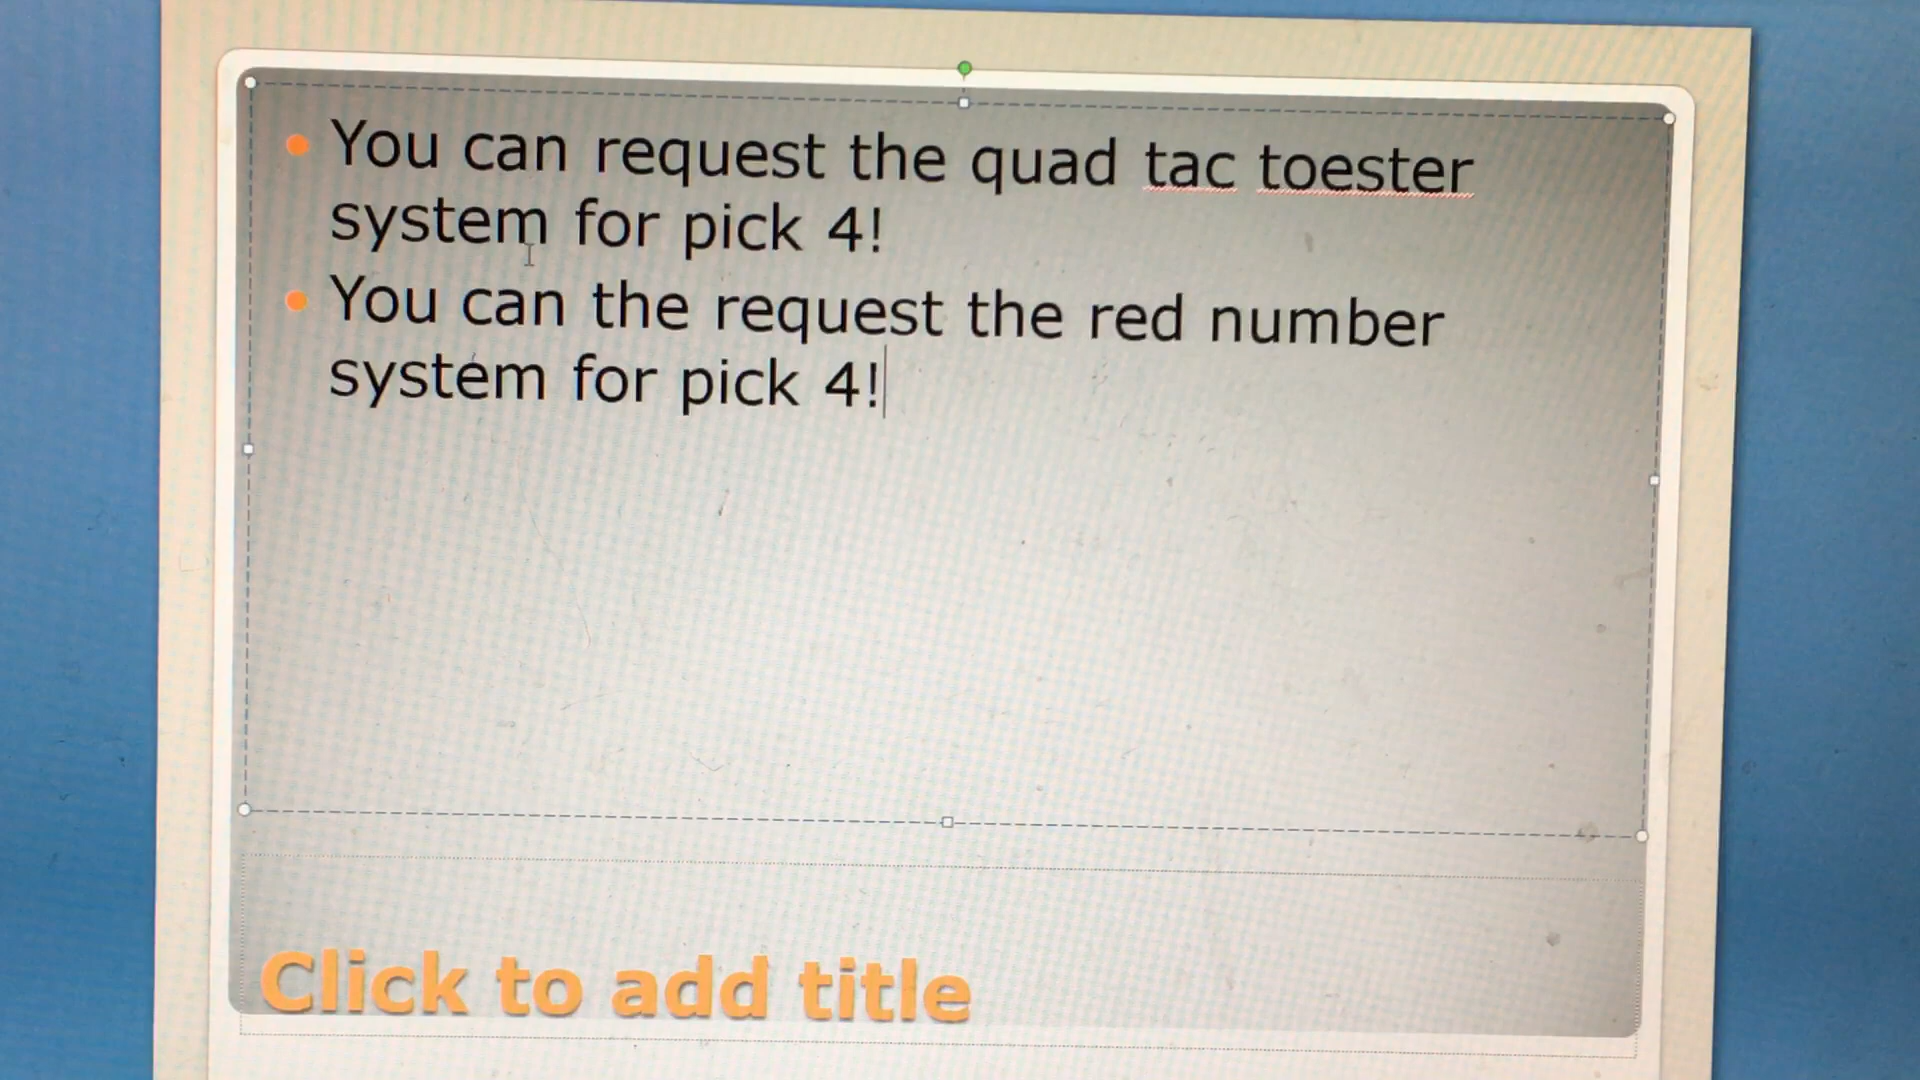 You can request the quad tac toester
system for pick 4!
You can the request the red number
system for pick 4!
Click to add title